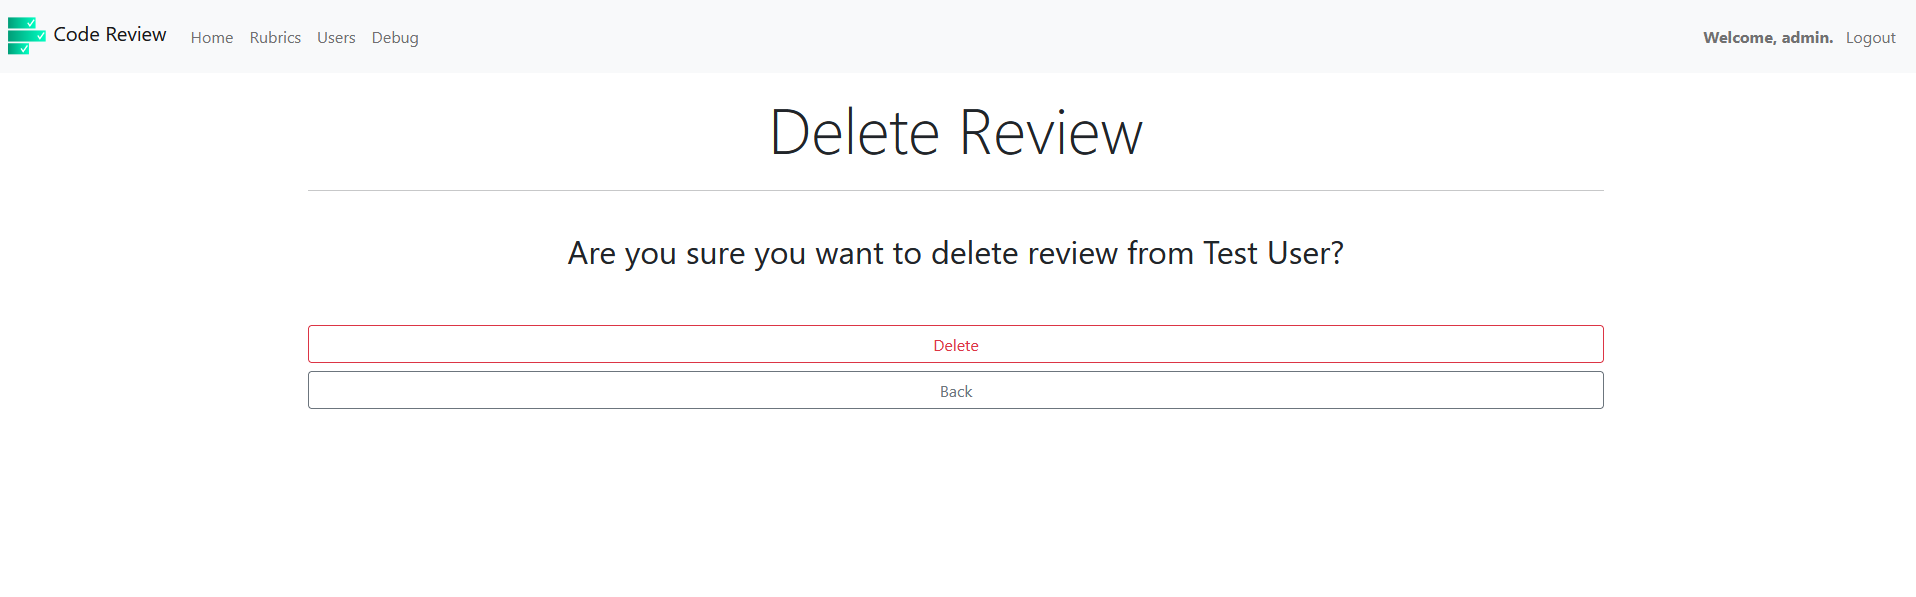 Code Review Home Rubrics Users Debug Welcome, admin. Logout
Delete Review
Are you sure you want to delete review from Test User?
Delete
Back